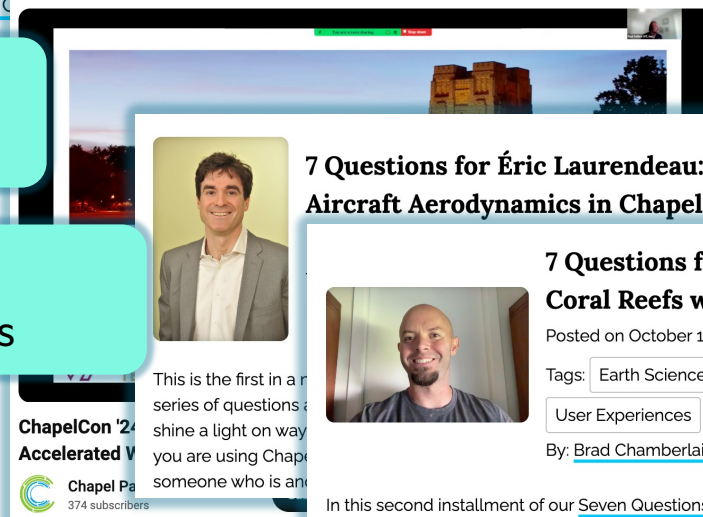 7 Questions for Éric Laurendeau:
Aircraft Aerodynamics in Chapel
7 Questions f
Coral Reefs w
Posted on October 1
Tags: Earth Science
User Experiences
By: Brad Chamberlai
In this second installment of our Seven Questions
This is the first in a r
series of questions a
shine a light on way
you are using Chape
someone who is and
s
ChapelCon '24
Accelerated W
Chapel Pa
374 subscribers